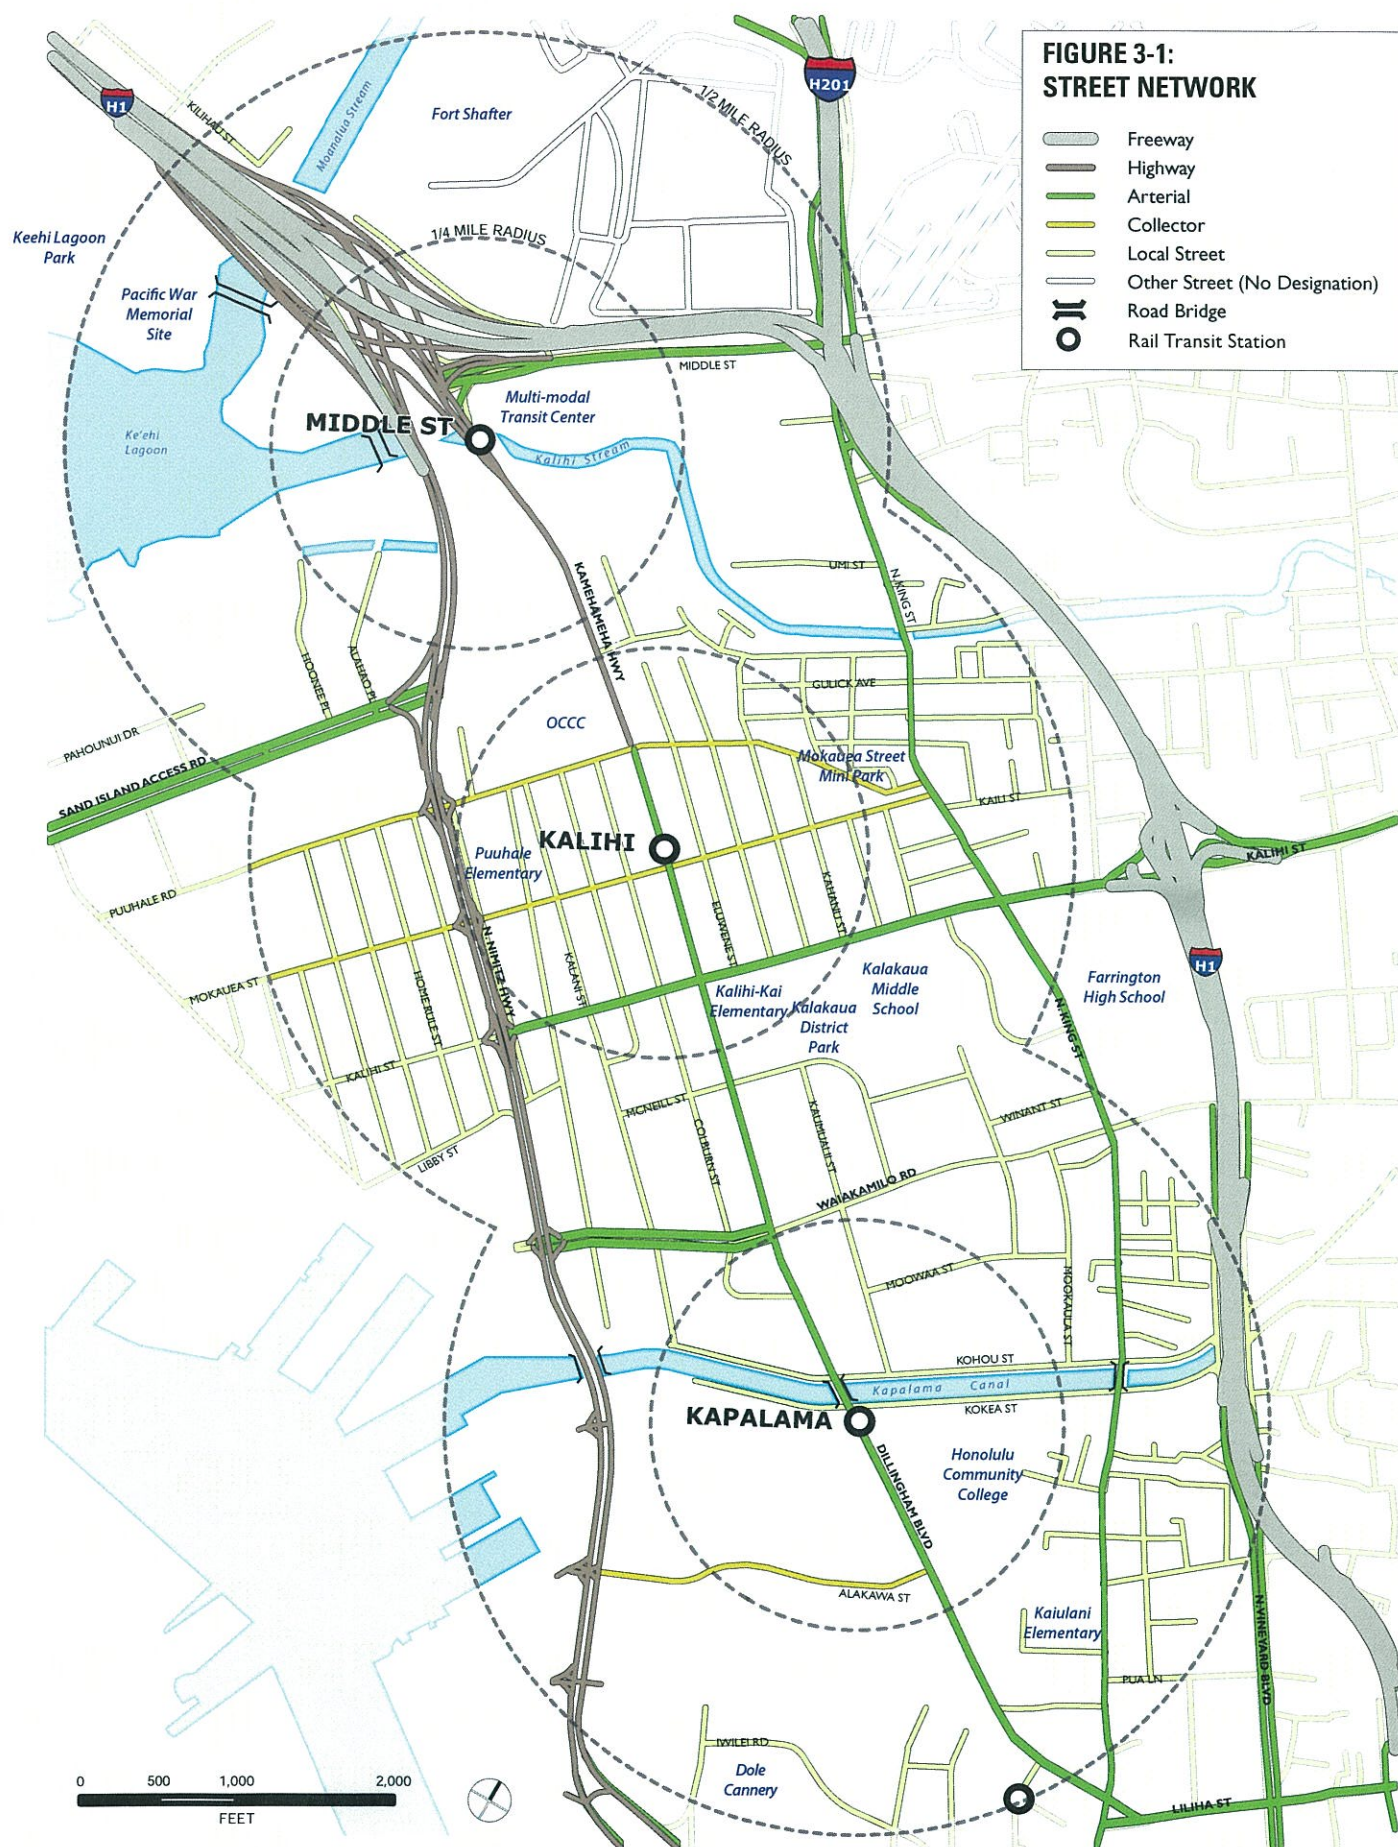 FIGURE 3-1:
STREET NETWORK
Freeway
Highway
Arterial
Collector
Local Street
Other Street (No Designation)
Road Bridge
Rail Transit Station
H201
H1
KILIHAU ST
Moanalua Stream
Fort Shafter
1/2 MILE RADIUS
1/4 MILE RADIUS
Keehi Lagoon
Park
Pacific War
Memorial
Site
MIDDLE ST
Multi-modal
Transit Center
MIDDLE ST
Ke'ehi
Lagoon
Kalihi Stream
UMI ST
N. KING ST
KAMEHAMEHA HWY
HOONEE PL
ALAHAO PL
GULICK AVE
OCCC
PAHOUNUI DR
SAND ISLAND ACCESS RD
Mokauea Street
Mini Park
KAILI ST
KALIHI
Puuhale
Elementary
KALIHI ST
PUUHALE RD
ELUWENE ST
KAHANU ST
N. NIMITZ HWY
KALANI ST
H1
MOKAUEA ST
HOME RULE ST
Kalihi-Kai
Elementary
Kalakaua
Middle
School
Kalakaua
District
Park
Farrington
High School
N. KING ST
KALIHI ST
MCNEILL ST
COLBURN ST
KAUMUALII ST
WINANT ST
LIBBY ST
WAIAKAMILO RD
MOOWAA ST
MOOKAULA ST
KOHOU ST
Kapalama Canal
KOKEA ST
KAPALAMA
DILLINGHAM BLVD
Honolulu
Community
College
ALAKAWA ST
Kaiulani
Elementary
N. VINEYARD BLVD
PUA LN
IWILEI RD
Dole
Cannery
LILIHA ST
0 500 1,000 2,000
FEET